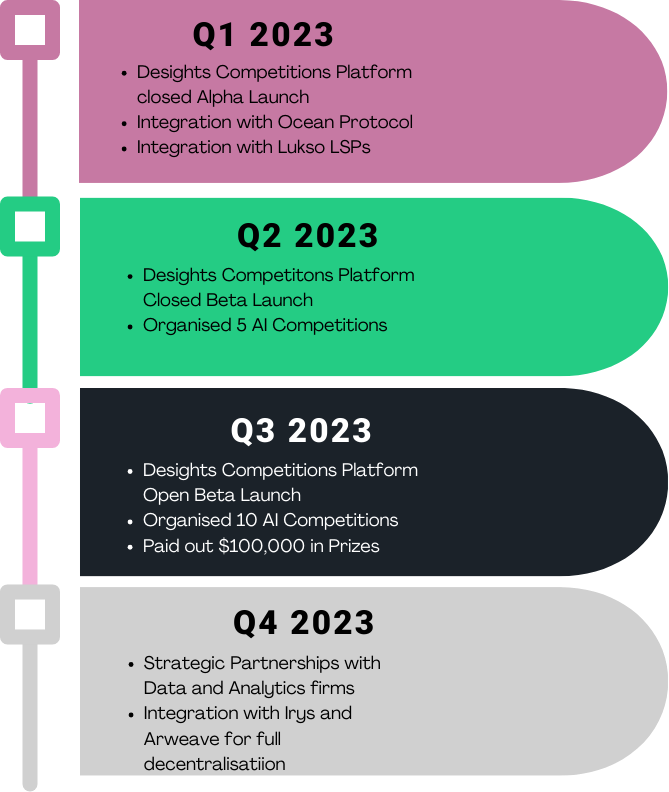 Q1 2023
• Desights Competitions Platform
closed Alpha Launch
• Integration with Ocean Protocol
• Integration with Lukso LSPs
Q2 2023
• Desights Competitons Platform
Closed Beta Launch
• Organised 5 AI Competitions
Q3 2023
• Desights Competitions Platform
Open Beta Launch
• Organised 10 AI Competitions
• Paid out $100,000 in Prizes
Q4 2023
• Strategic Partnerships with
Data and Analytics firms
• Integration with Irys and
Arweave for full
decentralisatiion